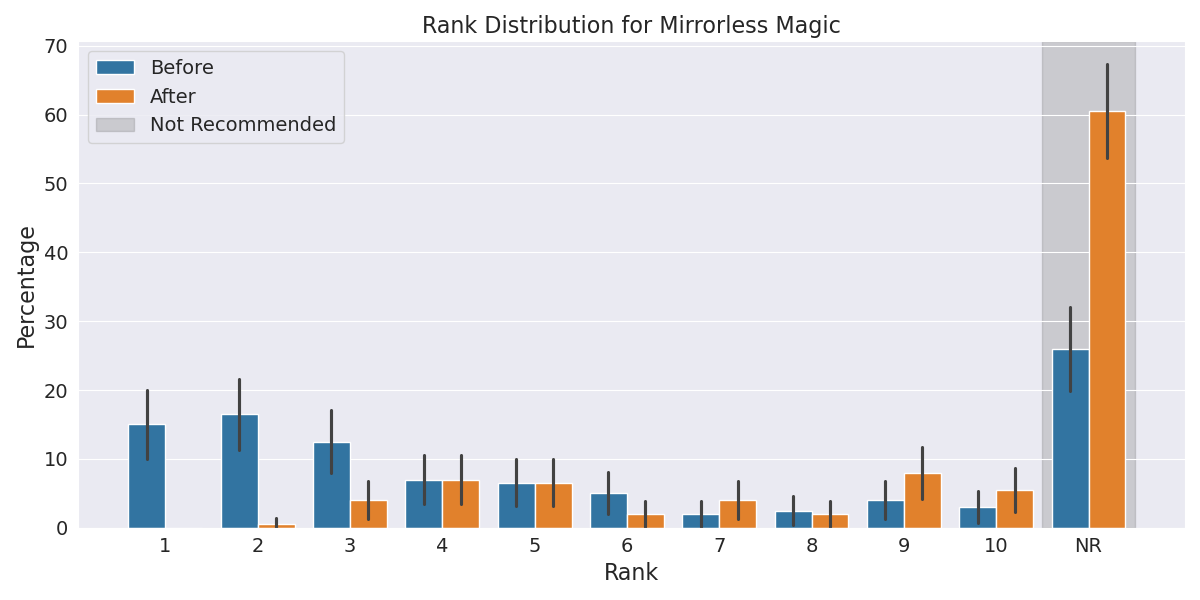 Rank Distribution for Mirrorless Magic
Before
After
Not Recommended
Percentage
70
60
50
40
30
20
10
0
1 2 3 4 5 6 7 8 9 10 NR
Rank